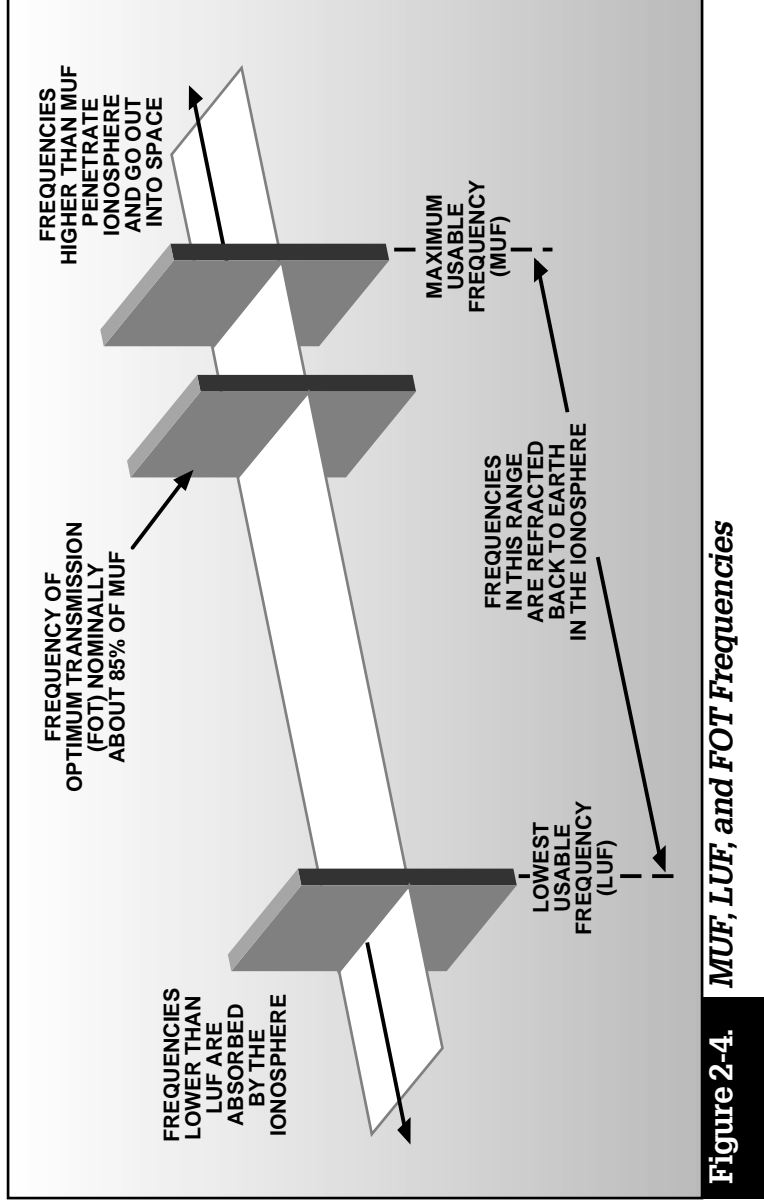 FREQUENCIES
LOWER THAN
LUF ARE
ABSORBED
BY THE
IONOSPHERE
FREQUENCY OF
OPTIMUM TRANSMISSION
(FOT) NOMINALLY
ABOUT 85% OF MUF
FREQUENCIES
HIGHER THAN MUF
PENETRATE
IONOSPHERE
AND GO OUT
INTO SPACE
LOWEST
USABLE
FREQUENCY
(LUF)
FREQUENCIES
IN THIS RANGE
ARE REFRACTED
BACK TO EARTH
IN THE IONOSPHERE
MAXIMUM
USABLE
FREQUENCY
(MUF)
Figure 2-4. MUF, LUF, and FOT Frequencies